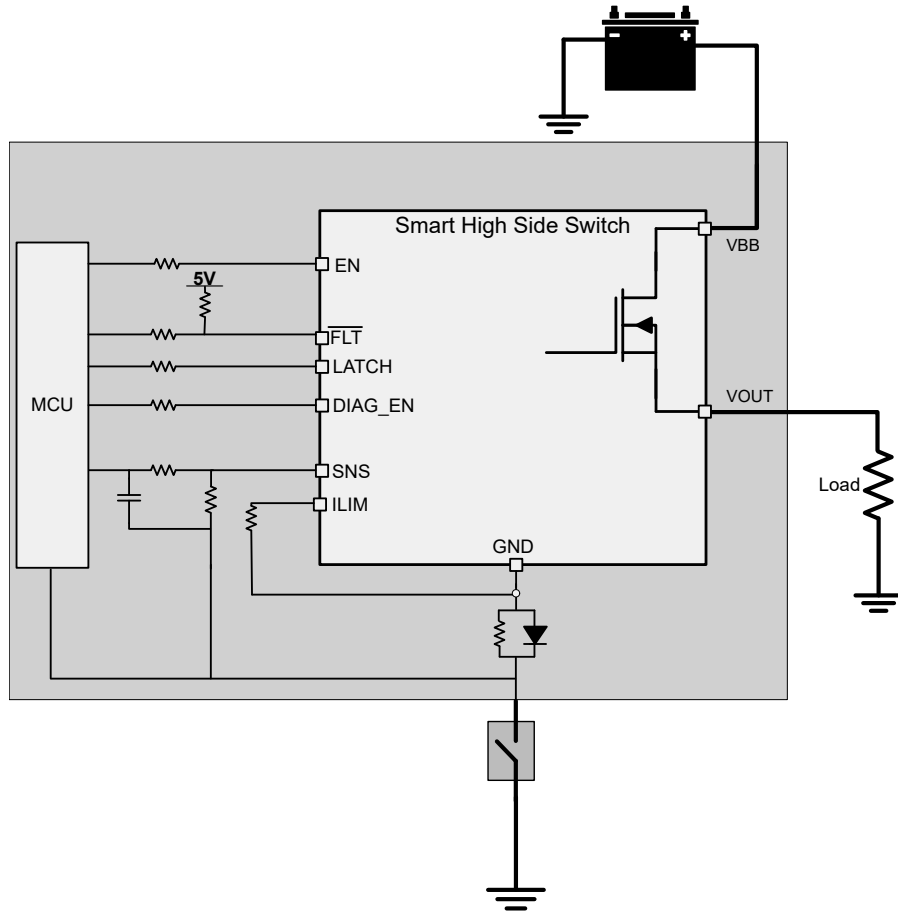 - +
Smart High Side Switch
VBB
EN
5V
FLT
LATCH
MCU
DIAG_EN
VOUT
SNS
Load
ILIM
GND